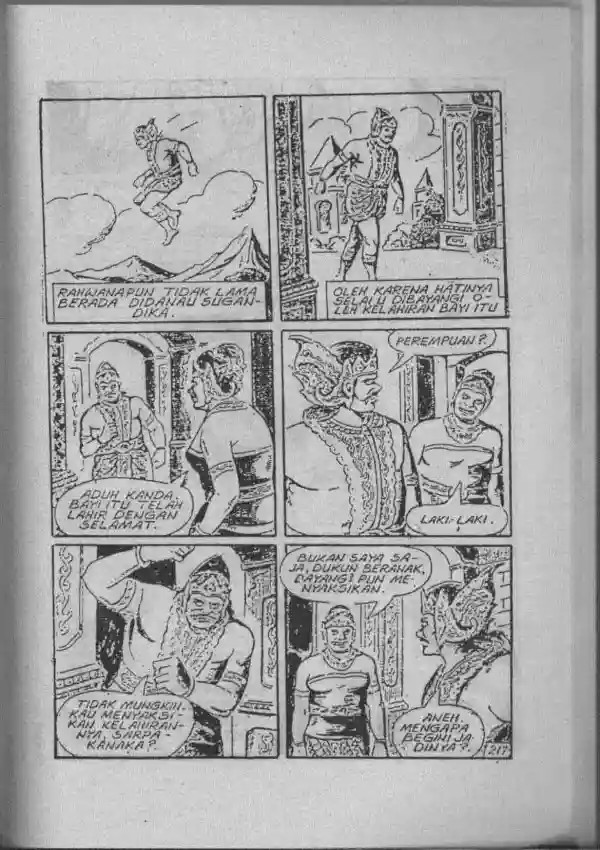 RAHWANAPUN TIDAK LAMA
BERADA DIDANAU SUGAN-
DIKA.
OLEH KARENA HATINYA
SELALU DIBAYANGI O-
LEH KELAHIRAN BAYI ITU
ADUH KANDA,
BAYI ITU TELAH
LAHIR DENGAN
SELAMAT.
PEREMPUAN?
LAKI-LAKI.
TIDAK MUNGKIN.
KAU MENYAKSI-
KAN KELAHIRAN-
NYA, SARPA-
KANAKA?
BUKAN SAYA SA-
JA, DUKUN BERANAK,
DAYANG2 PUN ME-
NYAKSIKAN.
ANEH.
MENGAPA
BEGINI JA
DINYA?
217